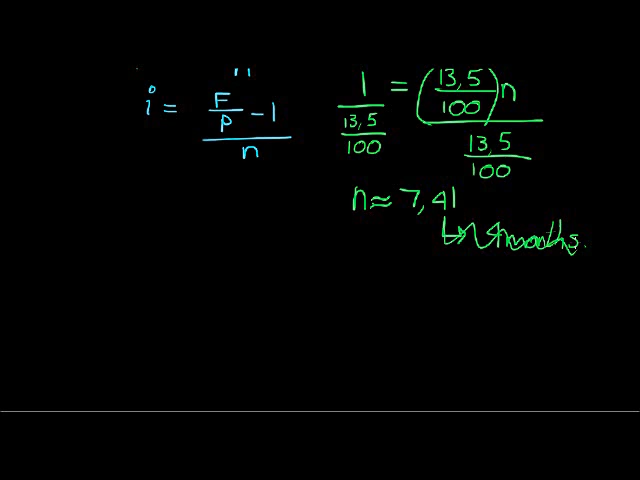 i = (F/P - 1)/n
1/(13,5/100) = ((13,5/100)n)/(13,5/100)
n ≈ 7,41
months.